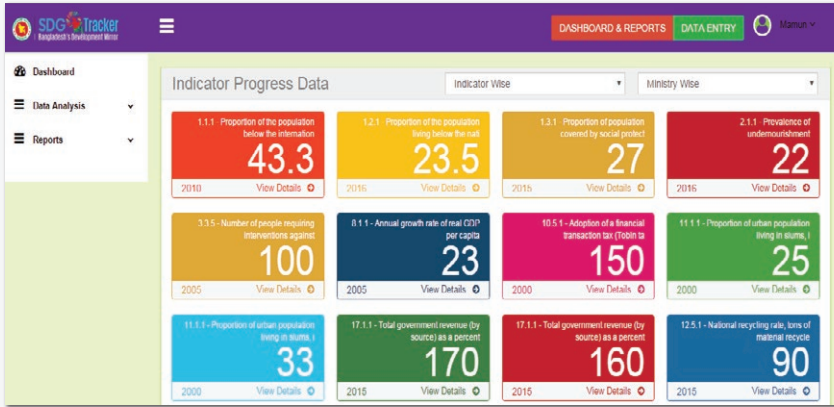 SDG Tracker
Bangladesh's Development Mirror
DASHBOARD & REPORTS
DATA ENTRY
Mamun
Dashboard
Data Analysis
Reports
Indicator Progress Data
Indicator Wise
Ministry Wise
1.1.1 - Proportion of the population
below the internation
43.3
2010 View Details
1.2.1 - Proportion of the population
living below the nati
23.5
2016 View Details
1.3.1 - Proportion of population
covered by social protect
27
2015 View Details
2.1.1 - Prevalence of
undernourishment
22
2016 View Details
3.3.5 - Number of people requiring
interventions against
100
2005 View Details
8.1.1 - Annual growth rate of real GDP
per capita
23
2005 View Details
10.5.1 - Adoption of a financial
transaction tax (Tobin ta
150
2000 View Details
11.1.1 - Proportion of urban population
living in slums, i
25
2000 View Details
11.1.1 - Proportion of urban population
living in slums, i
33
2000 View Details
17.1.1 - Total government revenue (by
source) as a percent
170
2015 View Details
17.1.1 - Total government revenue (by
source) as a percent
160
2015 View Details
12.5.1 - National recycling rate, tons of
material recycle
90
2015 View Details